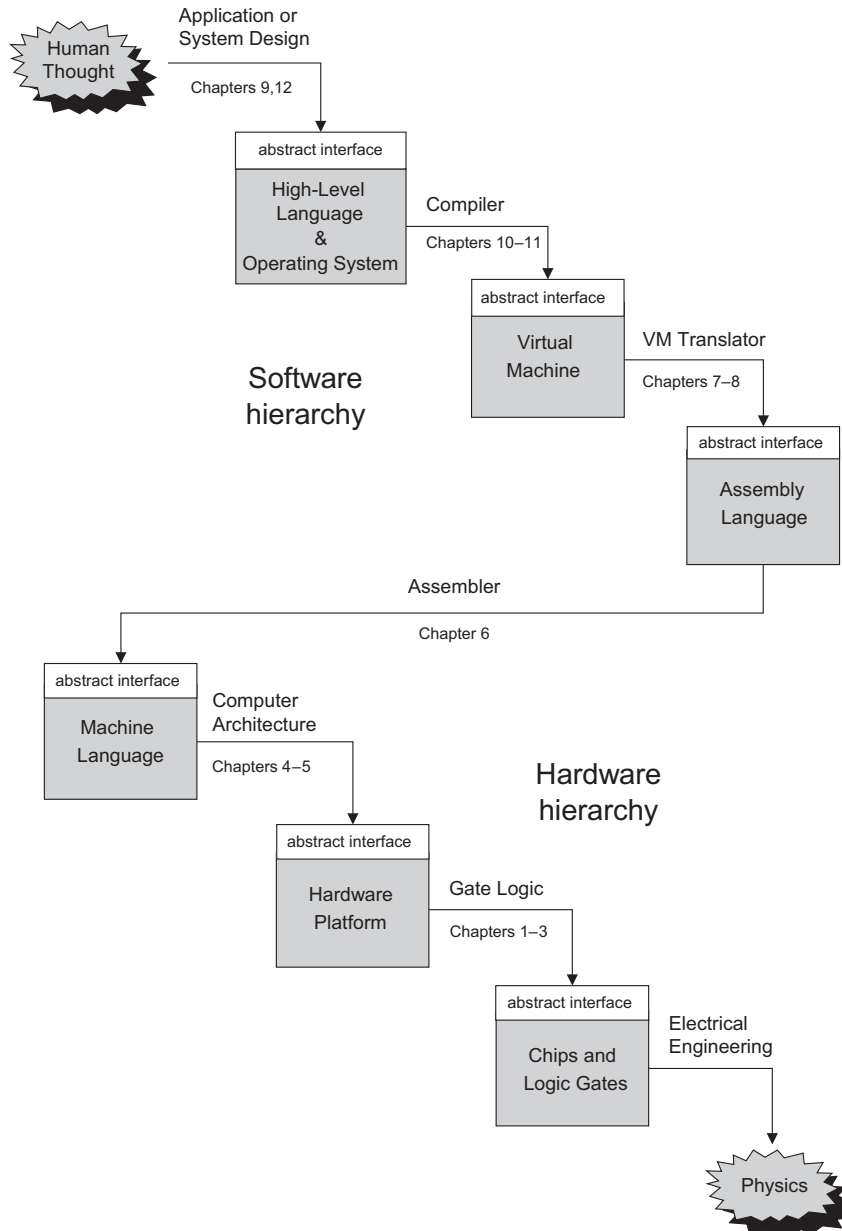 Application or
System Design
Human
Thought
Chapters 9,12
abstract interface
High-Level
Language
&
Operating System
Compiler
Chapters 10–11
abstract interface
Virtual
Machine
VM Translator
Chapters 7–8
Software
hierarchy
abstract interface
Assembly
Language
Assembler
Chapter 6
abstract interface
Machine
Language
Computer
Architecture
Chapters 4–5
Hardware
hierarchy
abstract interface
Hardware
Platform
Gate Logic
Chapters 1–3
abstract interface
Chips and
Logic Gates
Electrical
Engineering
Physics